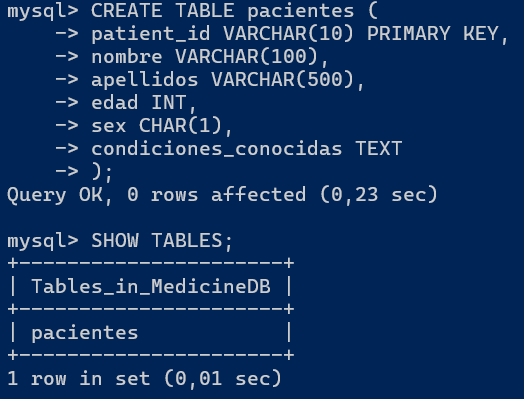 mysql> CREATE TABLE pacientes (
    -> patient_id VARCHAR(10) PRIMARY KEY,
    -> nombre VARCHAR(100),
    -> apellidos VARCHAR(500),
    -> edad INT,
    -> sex CHAR(1),
    -> condiciones_conocidas TEXT
    -> );
Query OK, 0 rows affected (0,23 sec)

mysql> SHOW TABLES;
+----------------------+
| Tables_in_MedicineDB |
+----------------------+
| pacientes            |
+----------------------+
1 row in set (0,01 sec)